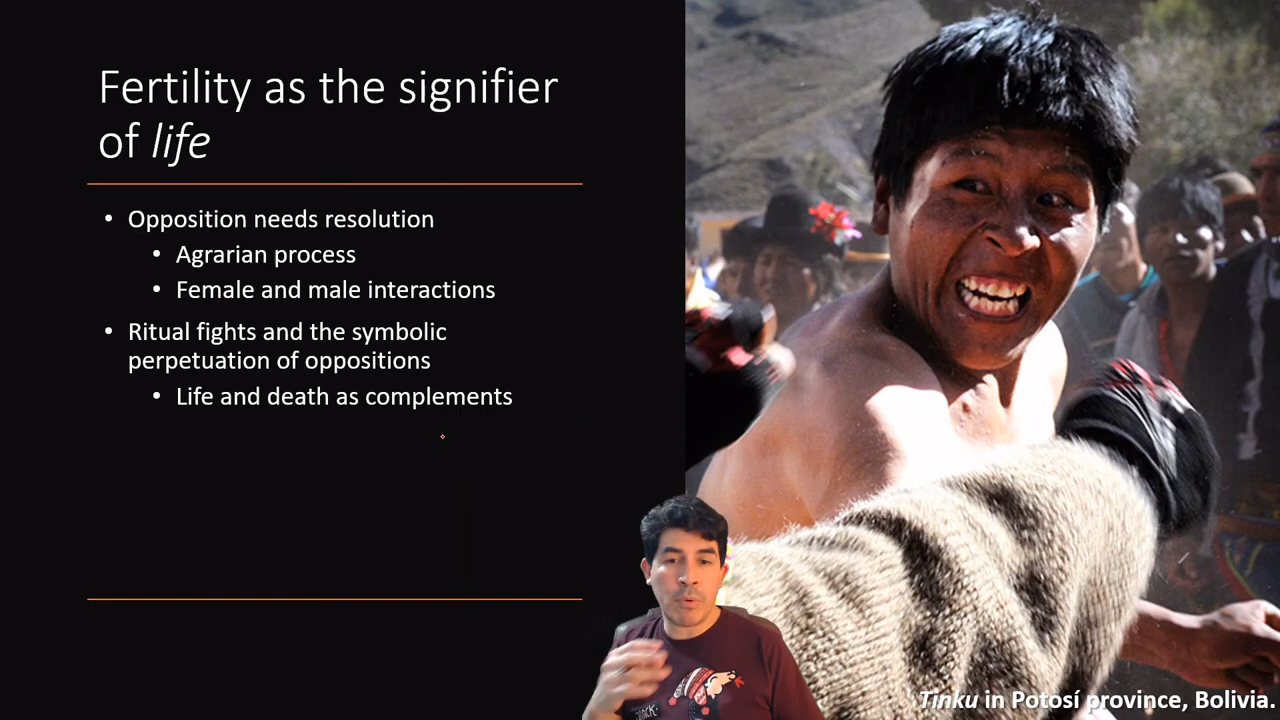 Fertility as the signifier
of life
• Opposition needs resolution
• Agrarian process
• Female and male interactions
• Ritual fights and the symbolic
perpetuation of oppositions
• Life and death as complements
Tinku in Potosí province, Bolivia.